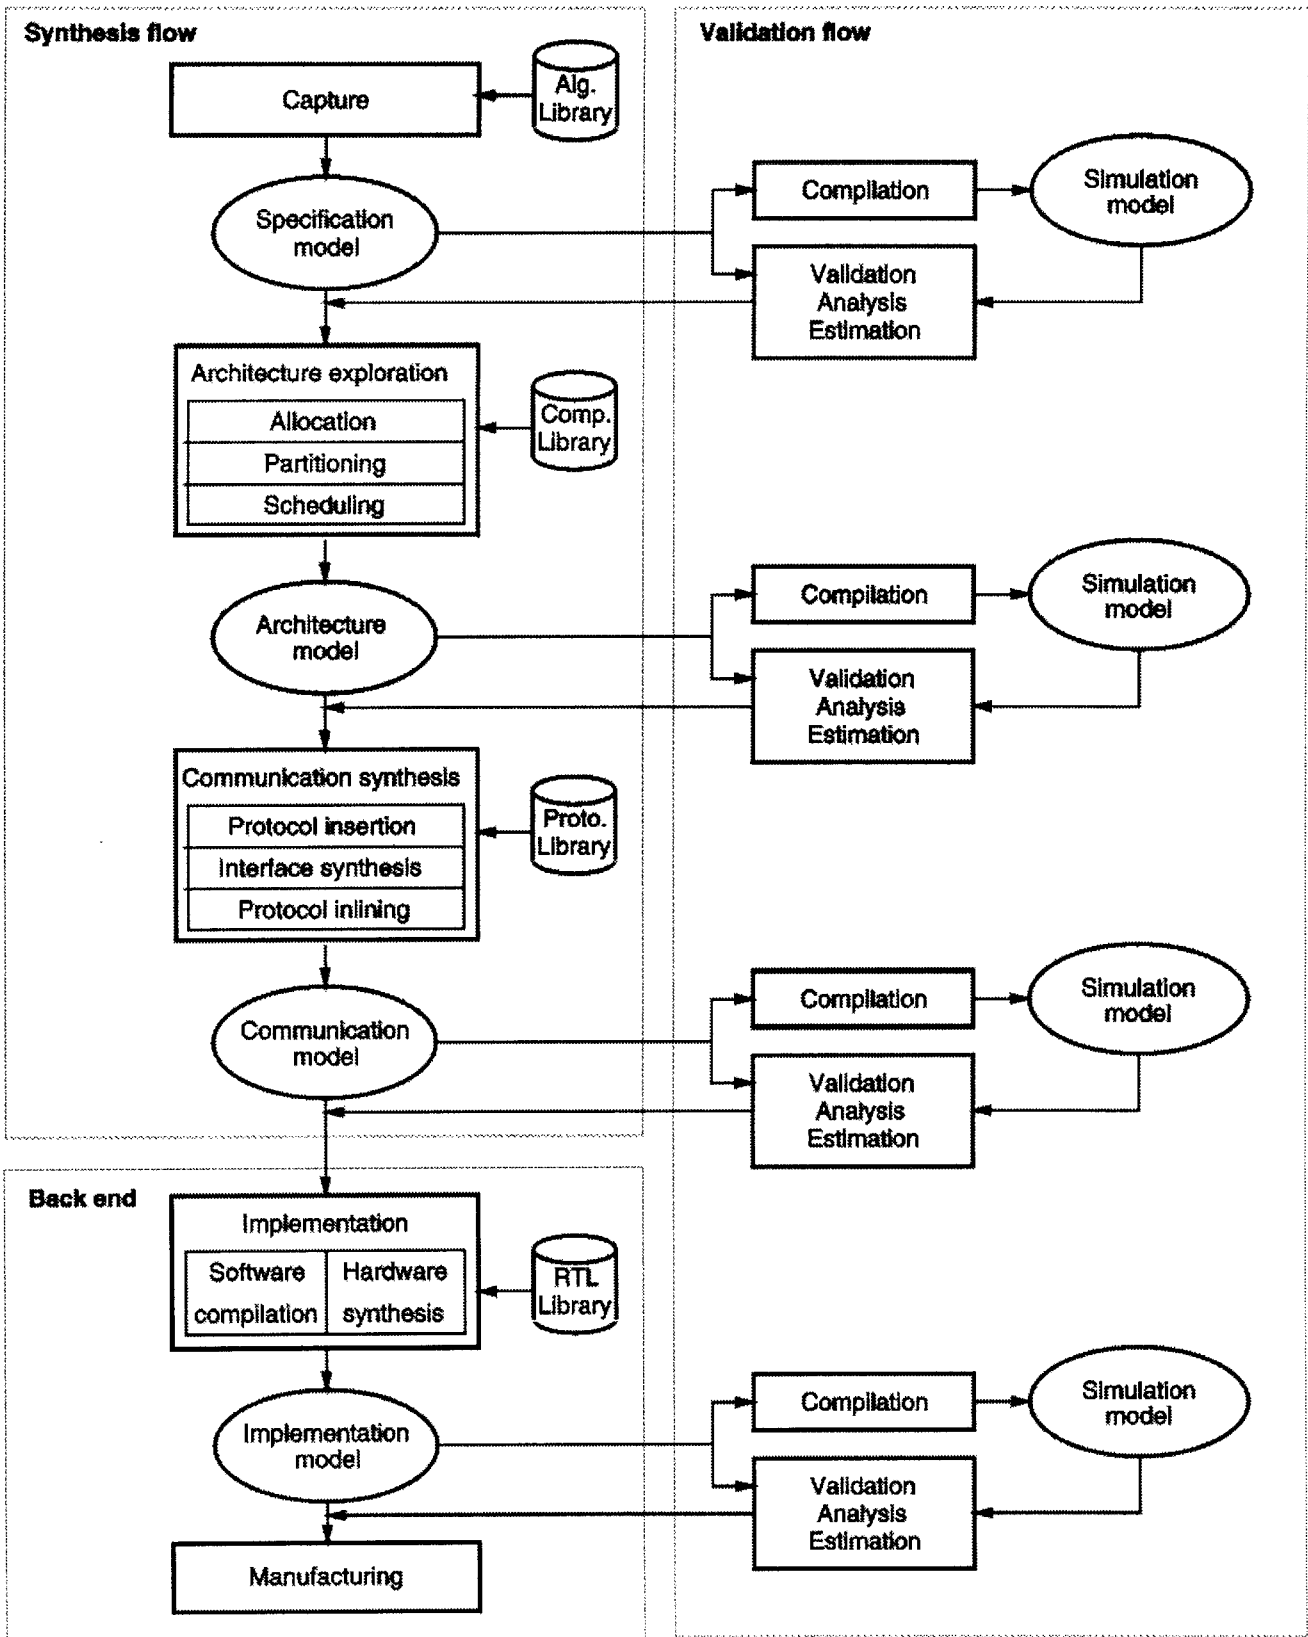 Synthesis flow
Capture
Alg.
Library
Specification
model
Architecture exploration
Allocation
Partitioning
Scheduling
Comp.
Library
Architecture
model
Communication synthesis
Protocol insertion
Interface synthesis
Protocol inlining
Proto.
Library
Communication
model
Back end
Implementation
Software
compilation
Hardware
synthesis
RTL
Library
Implementation
model
Manufacturing
Validation flow
Compilation
Simulation
model
Validation
Analysis
Estimation
Compilation
Simulation
model
Validation
Analysis
Estimation
Compilation
Simulation
model
Validation
Analysis
Estimation
Compilation
Simulation
model
Validation
Analysis
Estimation